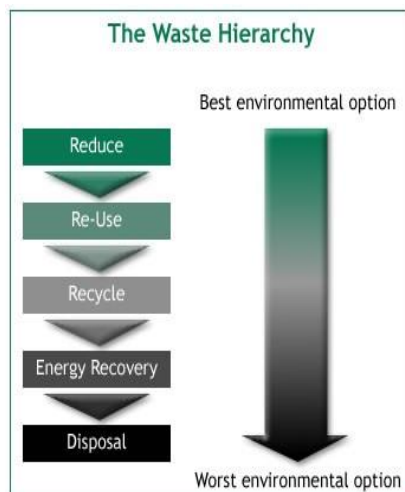 The Waste Hierarchy
Best environmental option
Reduce
Re-Use
Recycle
Energy Recovery
Disposal
Worst environmental option